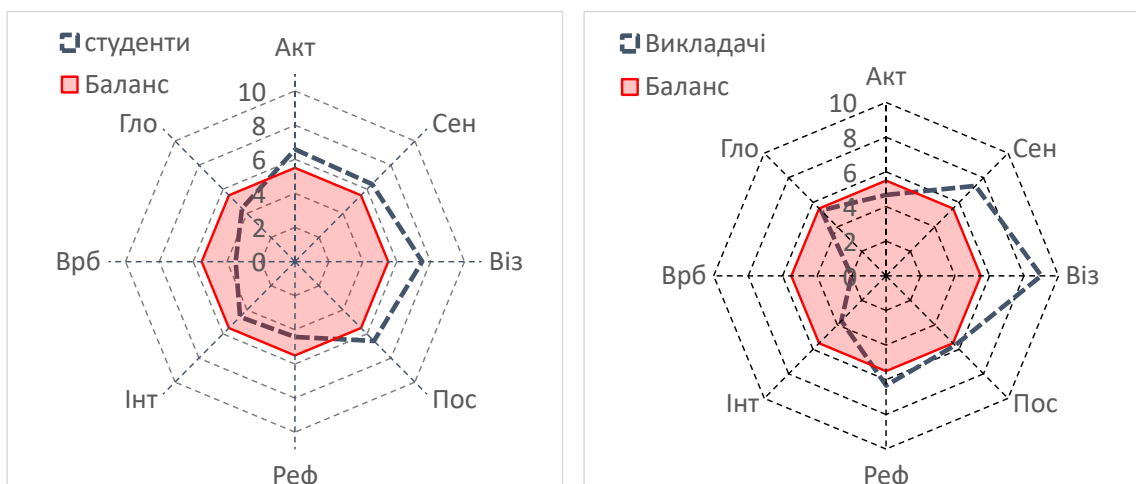 студенти
Баланс
Акт
Сен
Віз
Пос
Реф
Інт
Врб
Гло
10
8
6
4
2
0
Викладачі
Баланс
Акт
Сен
Віз
Пос
Реф
Інт
Врб
Гло
10
8
6
4
2
0